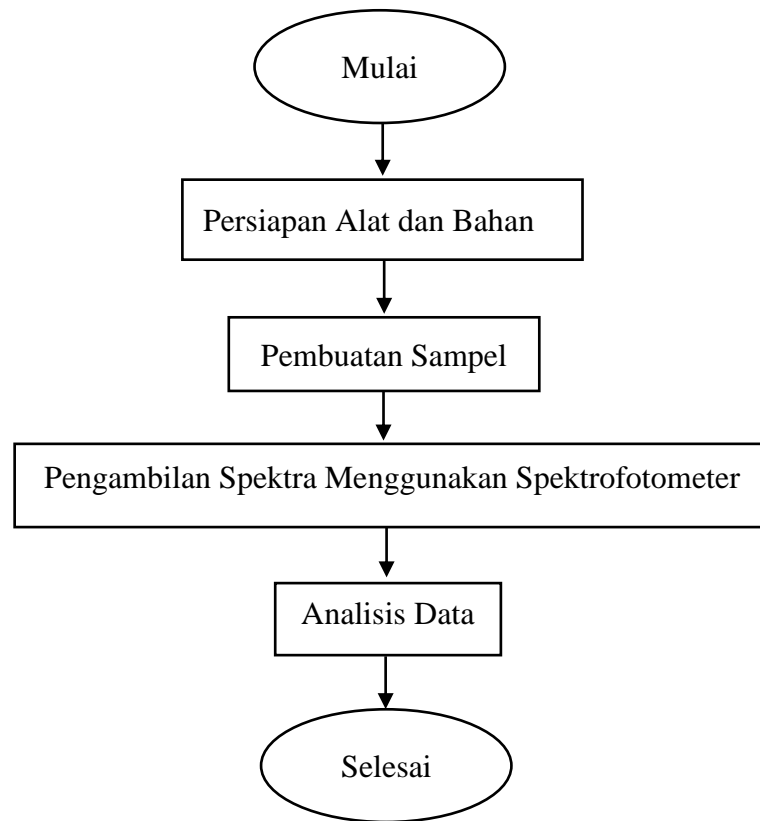 Mulai
Persiapan Alat dan Bahan
Pembuatan Sampel
Pengambilan Spektra Menggunakan Spektrofotometer
Analisis Data
Selesai